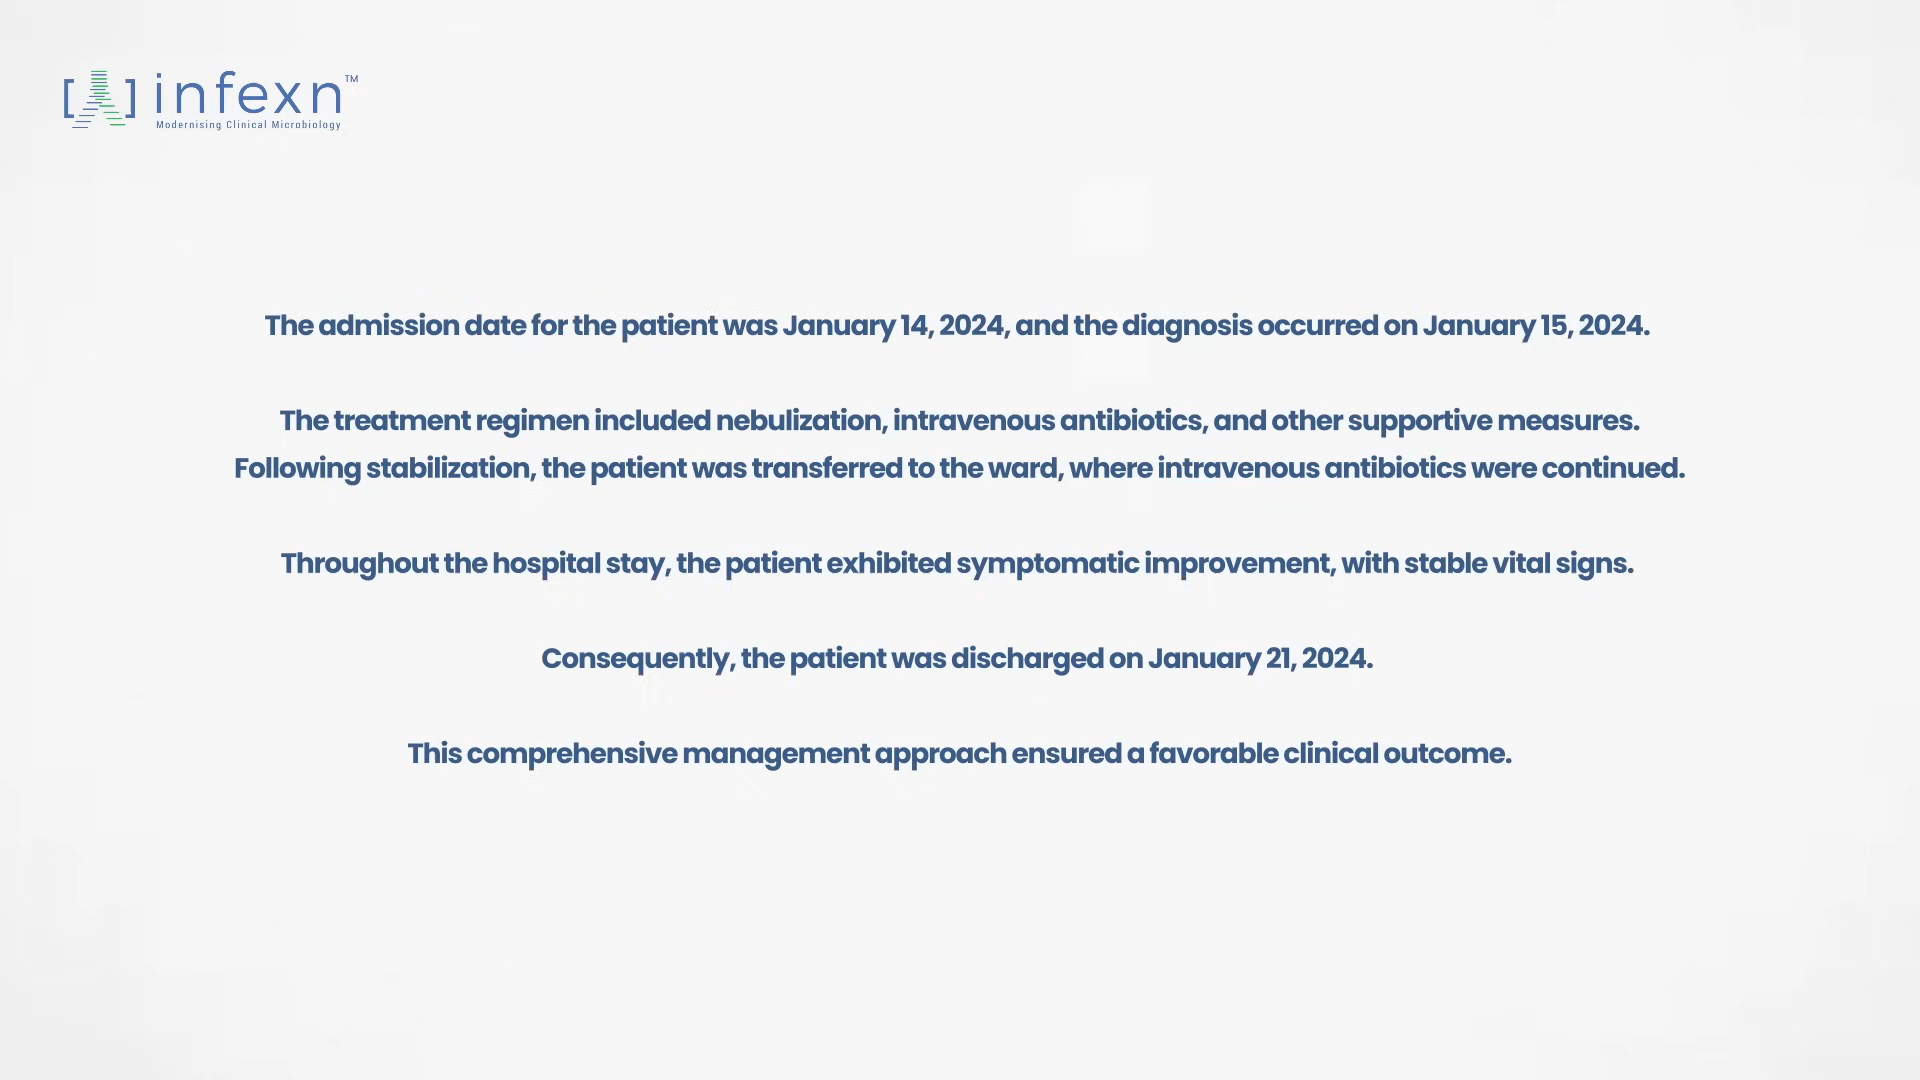 [ ] infexn™
Modernising Clinical Microbiology
The admission date for the patient was January 14, 2024, and the diagnosis occurred on January 15, 2024.
The treatment regimen included nebulization, intravenous antibiotics, and other supportive measures.
Following stabilization, the patient was transferred to the ward, where intravenous antibiotics were continued.
Throughout the hospital stay, the patient exhibited symptomatic improvement, with stable vital signs.
Consequently, the patient was discharged on January 21, 2024.
This comprehensive management approach ensured a favorable clinical outcome.